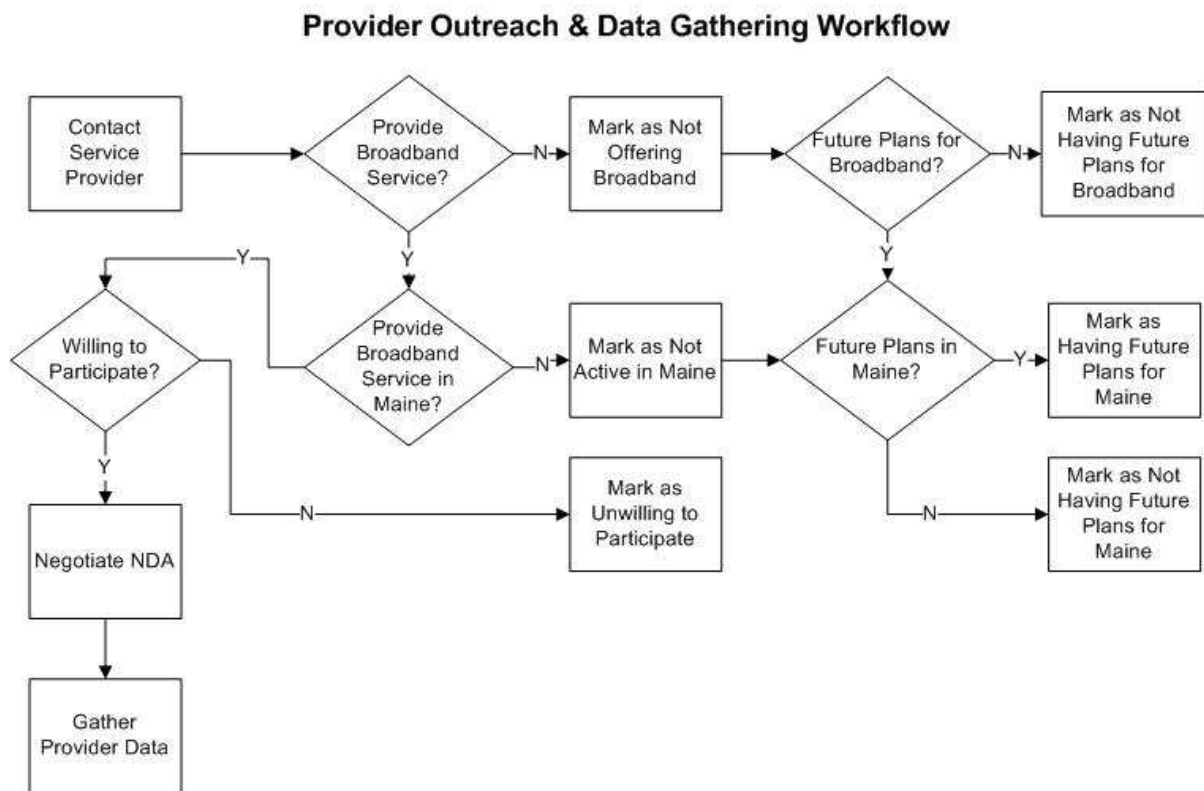 Provider Outreach & Data Gathering Workflow
Contact
Service
Provider
Provide
Broadband
Service?
N
Mark as Not
Offering
Broadband
Future Plans for
Broadband?
N
Mark as Not
Having Future
Plans for
Broadband
Y
Y
Y
Willing to
Participate?
Provide
Broadband
Service in
Maine?
N
Mark as Not
Active in Maine
Future Plans in
Maine?
Y
Mark as
Having Future
Plans for
Maine
Y
N
Mark as
Unwilling to
Participate
N
Mark as Not
Having Future
Plans for
Maine
Negotiate NDA
Gather
Provider Data